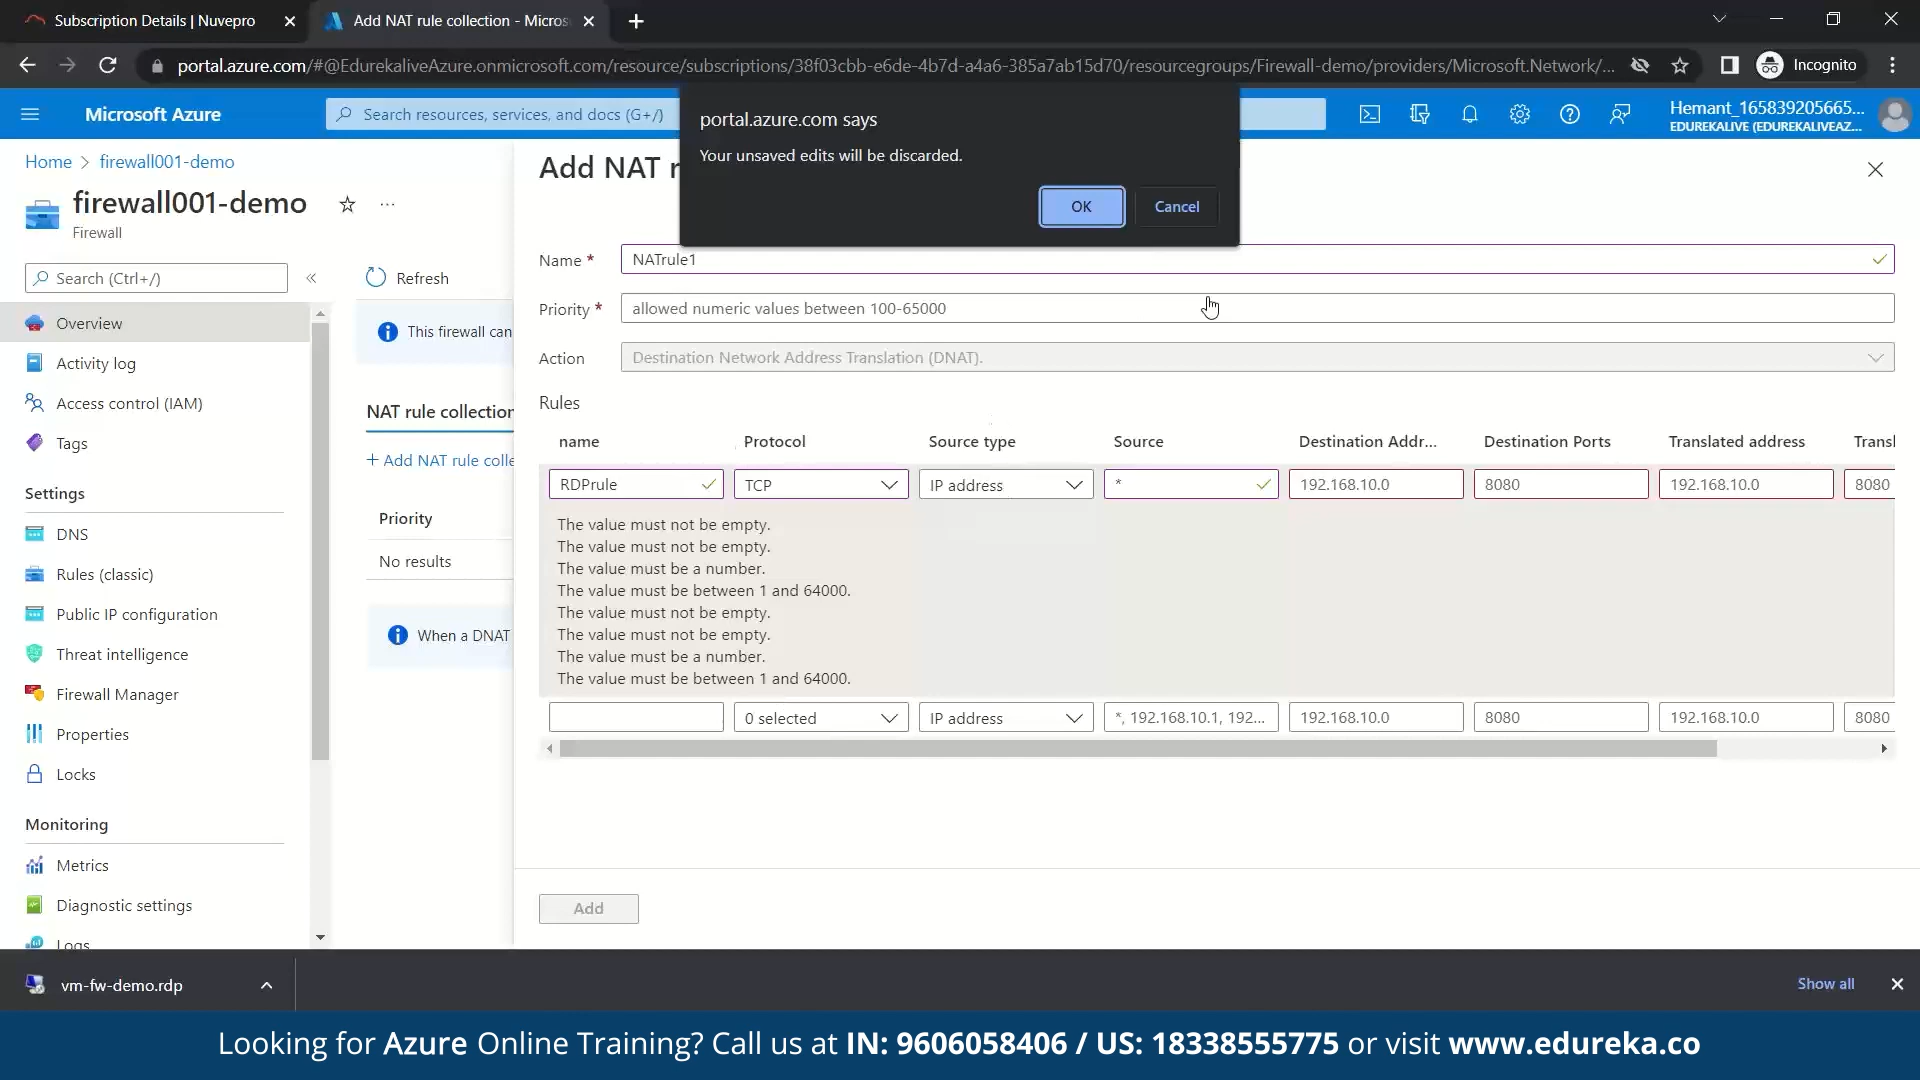 Subscription Details | Nuvepro
Add NAT rule collection - Micros
portal.azure.com/#@EdurekaliveAzure.onmicrosoft.com/resource/subscriptions/38f03cbb-e6de-4b7d-a4a6-385a7ab15d70/resourcegroups/Firewall-demo/providers/Microsoft.Network/...
Incognito
Microsoft Azure
Search resources, services, and docs (G+/)
Hemant_165839205665...
EDUREKALIVE (EDUREKALIVEAZ...
portal.azure.com says
Your unsaved edits will be discarded.
OK
Cancel
Home > firewall001-demo
firewall001-demo
...
Firewall
Search (Ctrl+/)
«
Overview
Activity log
Access control (IAM)
Tags
Settings
DNS
Rules (classic)
Public IP configuration
Threat intelligence
Firewall Manager
Properties
Locks
Monitoring
Metrics
Diagnostic settings
Logs
Refresh
This firewall can
NAT rule collection
+ Add NAT rule colle
Priority
No results
When a DNAT
Add NAT r
Name *
NATrule1
Priority *
allowed numeric values between 100-65000
Action
Destination Network Address Translation (DNAT).
Rules
name Protocol Source type Source Destination Addr... Destination Ports Translated address Transl
RDPrule TCP IP address * 192.168.10.0 8080 192.168.10.0 8080
The value must not be empty.
The value must not be empty.
The value must be a number.
The value must be between 1 and 64000.
The value must not be empty.
The value must not be empty.
The value must be a number.
The value must be between 1 and 64000.
0 selected IP address *, 192.168.10.1, 192... 192.168.10.0 8080 192.168.10.0 8080
Add
vm-fw-demo.rdp
Show all
Looking for Azure Online Training? Call us at IN: 9606058406 / US: 18338555775 or visit www.edureka.co